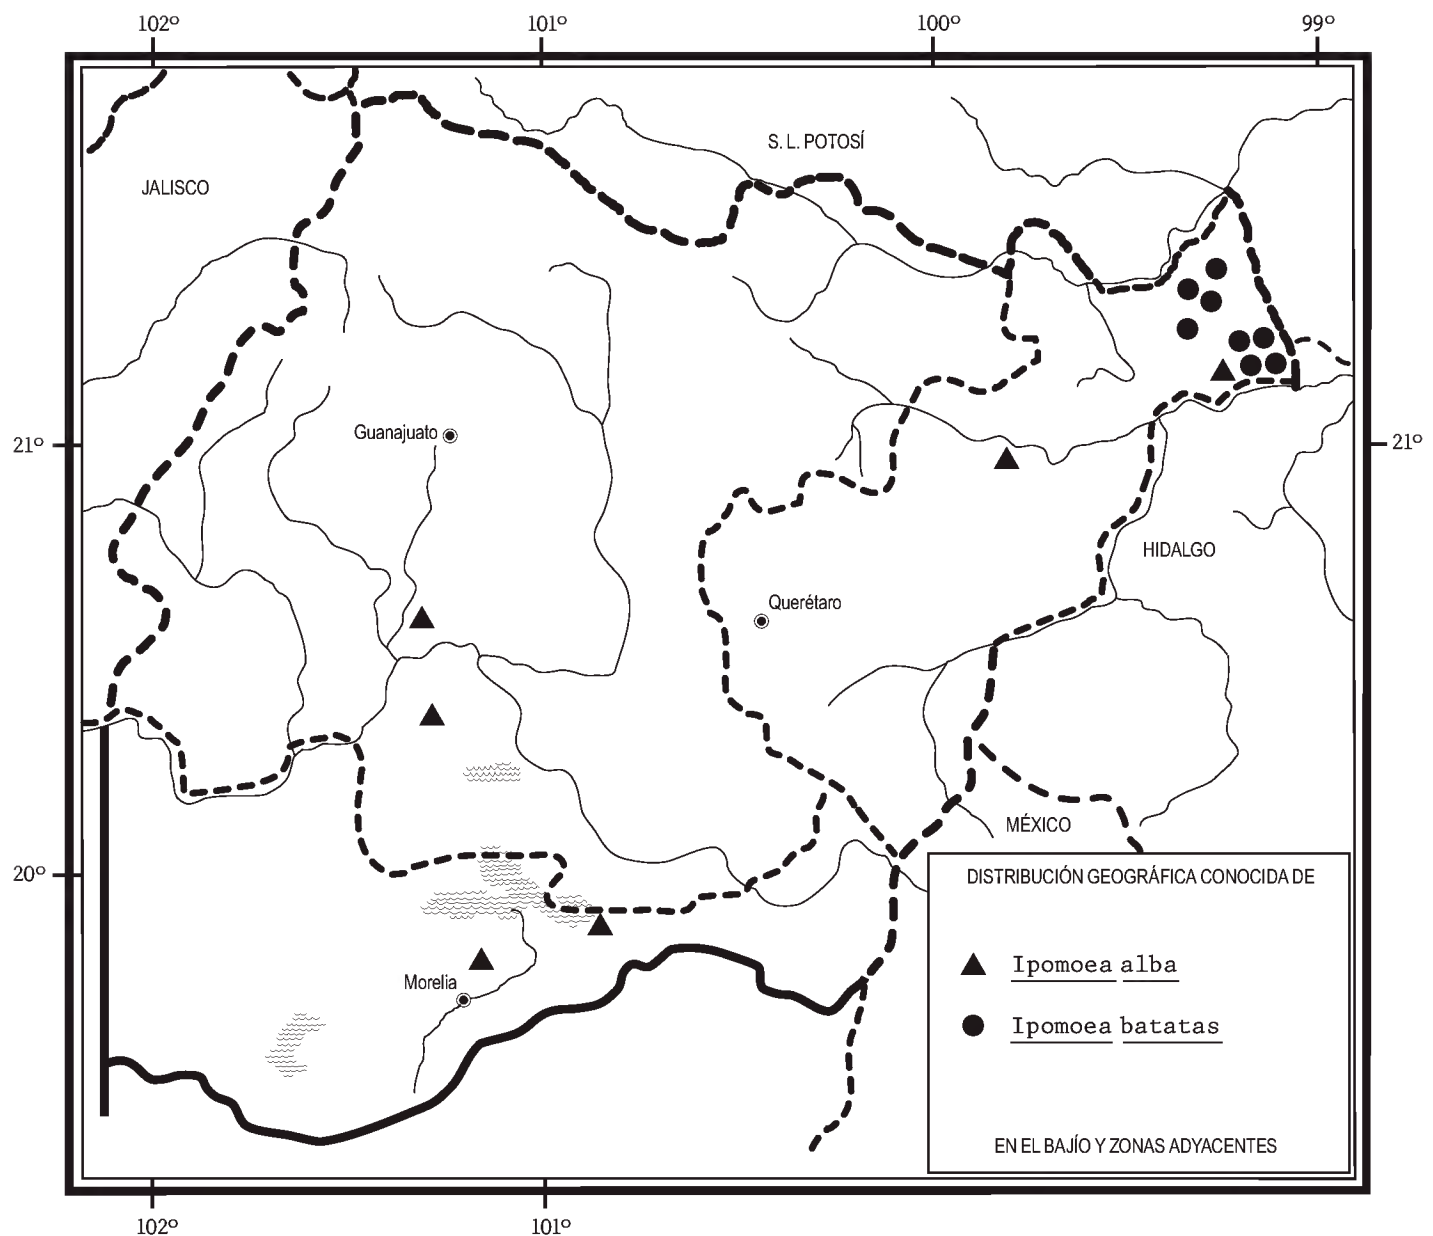 102º 101º 100º 99º
S. L. POTOSÍ
JALISCO
Guanajuato
21º 21º
HIDALGO
Querétaro
MÉXICO
20º
DISTRIBUCIÓN GEOGRÁFICA CONOCIDA DE
Ipomoea alba
Morelia
Ipomoea batatas
EN EL BAJÍO Y ZONAS ADYACENTES
102º 101º